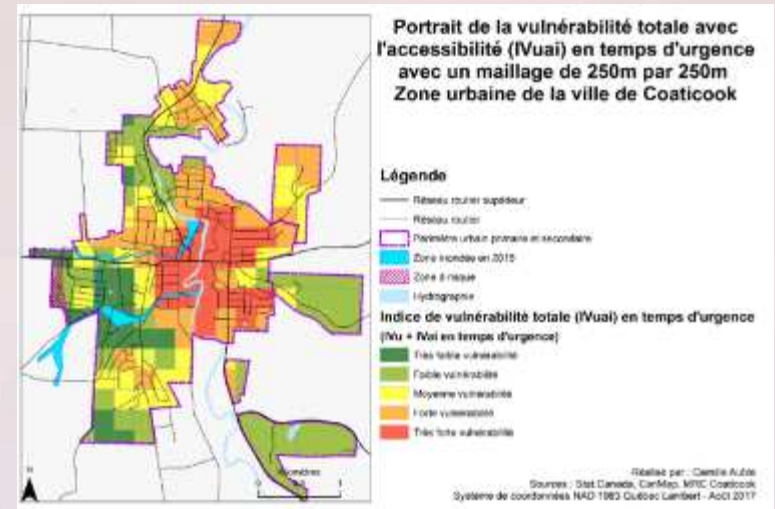 Portrait de la vulnérabilité totale avec
l'accessibilité (IVuai) en temps d'urgence
avec un maillage de 250m par 250m
Zone urbaine de la ville de Coaticook
Légende
Réseau routier supérieur
Réseau routier
Périmètre urbain primaire et secondaire
Zone inondée en 2015
Zone à risque
Hydrographie
Indice de vulnérabilité totale (IVuai) en temps d'urgence
(IVu + IVai en temps d'urgence)
Très faible vulnérabilité
Faible vulnérabilité
Moyenne vulnérabilité
Forte vulnérabilité
Très forte vulnérabilité
N
Kilomètres
1
Réalisé par : Camille Aubin
Sources : Stat Canada, CanMap, MRC Coaticook
Système de coordonnées NAD 1983 Québec Lambert - Août 2017